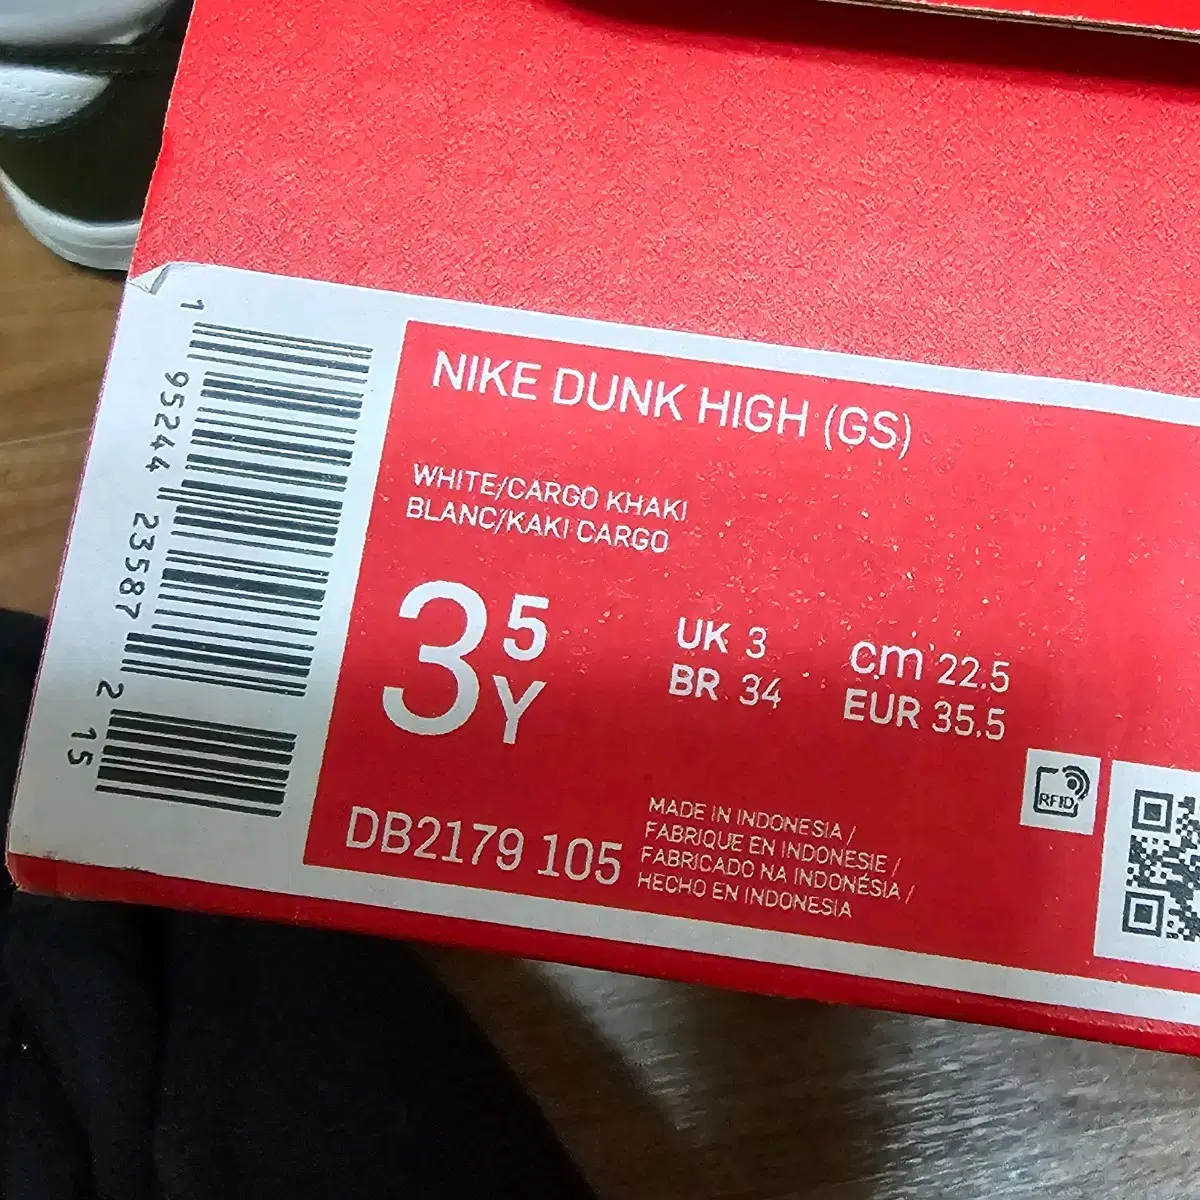 NIKE DUNK HIGH (GS)
WHITE/CARGO KHAKI
BLANC/KAKI CARGO
3 5Y
UK 3
BR 34
cm 22.5
EUR 35.5
DB2179 105
MADE IN INDONESIA /
FABRIQUE EN INDONESIE /
FABRICADO NA INDONÉSIA /
HECHO EN INDONESIA
RFID
1 95244 23587 2 15